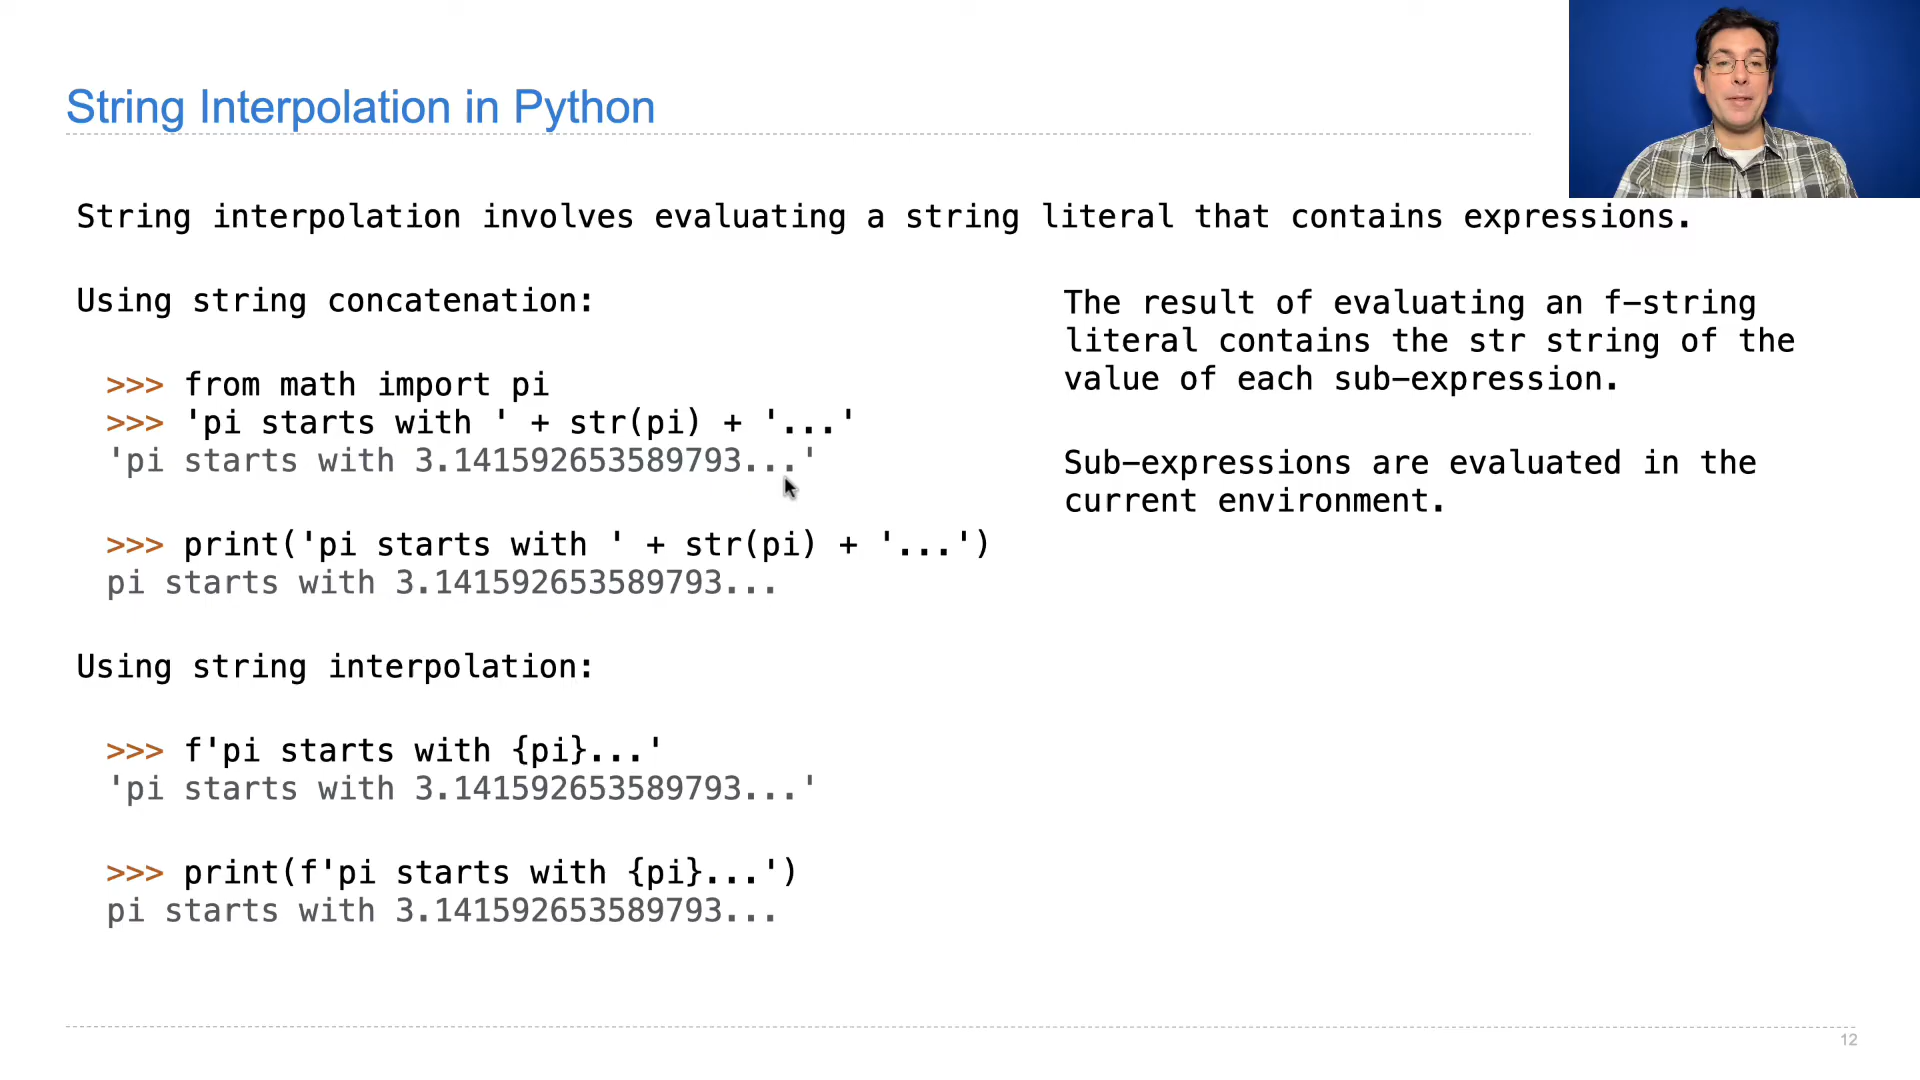 String Interpolation in Python
String interpolation involves evaluating a string literal that contains expressions.
Using string concatenation:
>>> from math import pi
>>> 'pi starts with ' + str(pi) + '...'
'pi starts with 3.141592653589793...'
>>> print('pi starts with ' + str(pi) + '...')
pi starts with 3.141592653589793...
Using string interpolation:
>>> f'pi starts with {pi}...'
'pi starts with 3.141592653589793...'
>>> print(f'pi starts with {pi}...')
pi starts with 3.141592653589793...
The result of evaluating an f-string
literal contains the str string of the
value of each sub-expression.
Sub-expressions are evaluated in the
current environment.
12